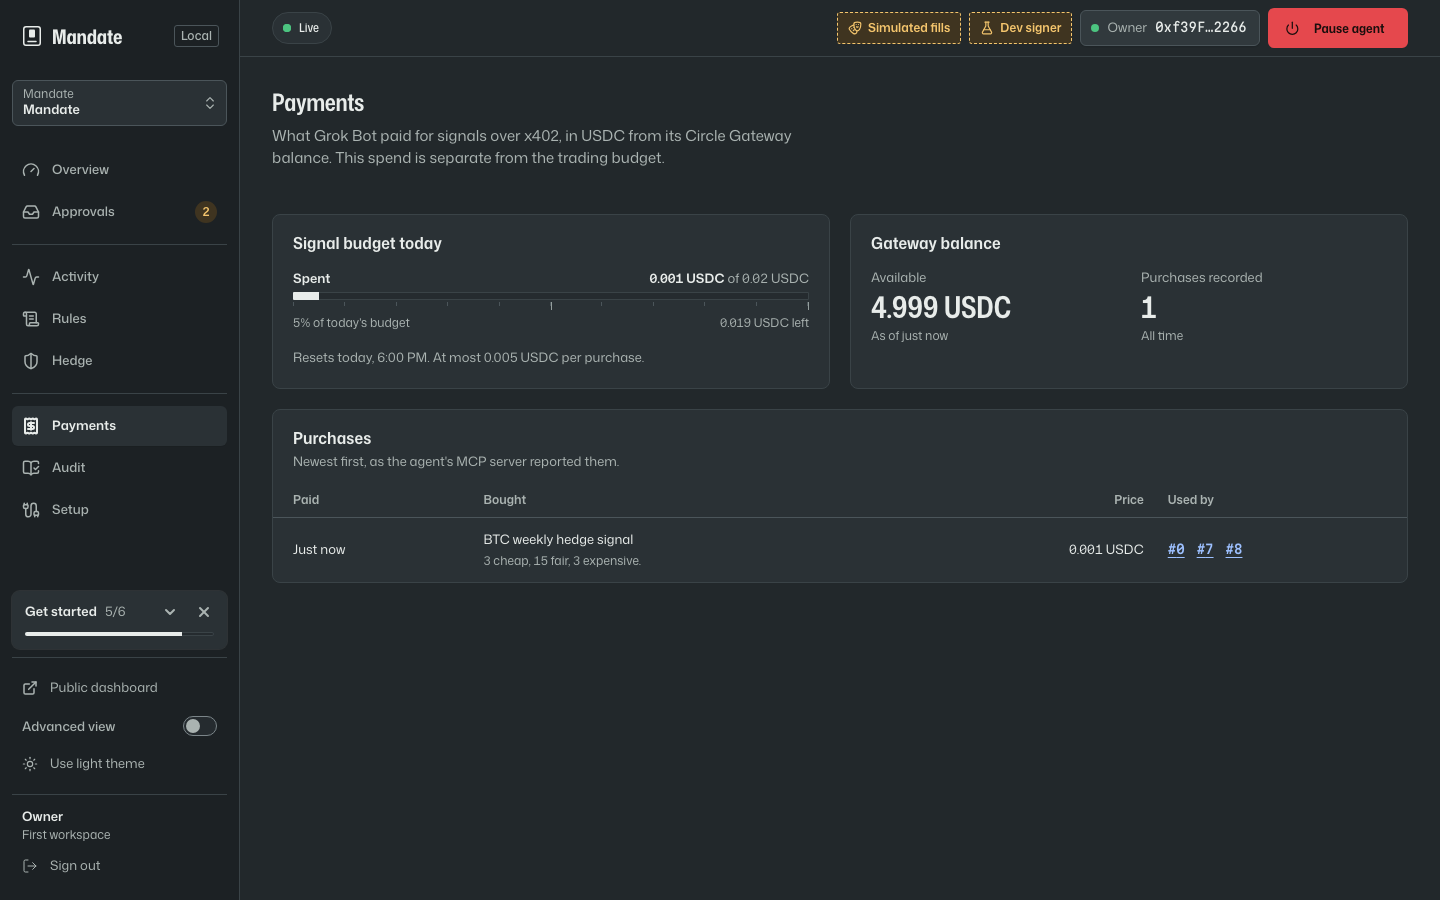 Mandate
Local
Mandate
Mandate
Overview
Approvals
2
Activity
Rules
Hedge
Payments
Audit
Setup
Get started 5/6
Public dashboard
Advanced view
Use light theme
Owner
First workspace
Sign out
Live
Simulated fills
Dev signer
Owner 0xf39F…2266
Pause agent
Payments
What Grok Bot paid for signals over x402, in USDC from its Circle Gateway
balance. This spend is separate from the trading budget.
Signal budget today
Spent
0.001 USDC of 0.02 USDC
5% of today's budget
0.019 USDC left
Resets today, 6:00 PM. At most 0.005 USDC per purchase.
Gateway balance
Available
4.999 USDC
As of just now
Purchases recorded
1
All time
Purchases
Newest first, as the agent's MCP server reported them.
Paid
Bought
Price
Used by
Just now
BTC weekly hedge signal
3 cheap, 15 fair, 3 expensive.
0.001 USDC
#0 #7 #8